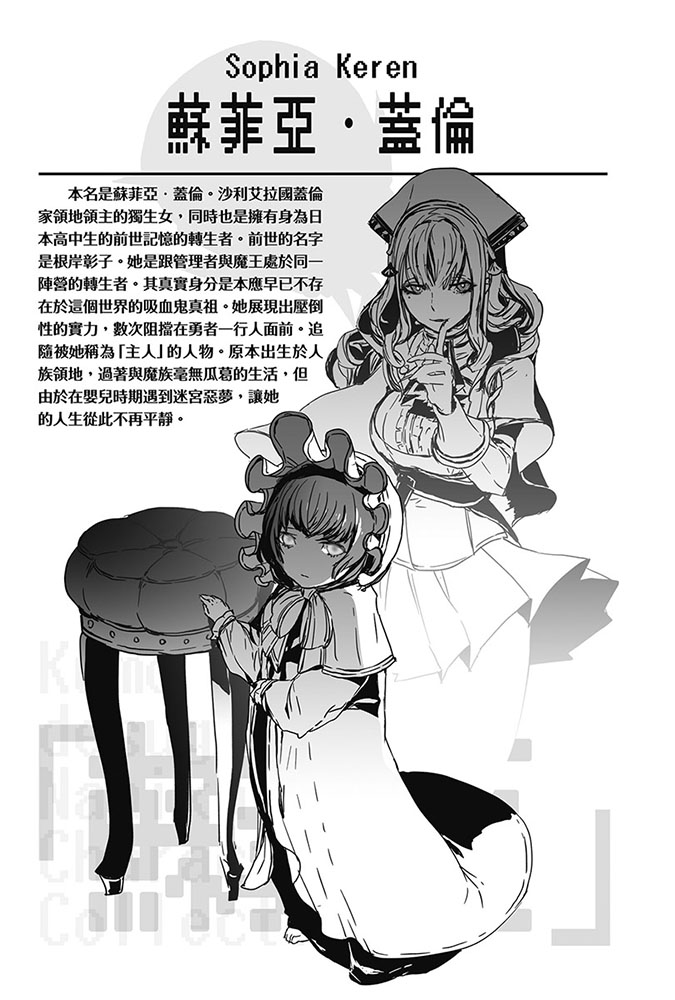 Sophia Keren
蘇菲亞・蓋倫
本名是蘇菲亞・蓋倫。沙利艾拉國蓋倫
家領地領主的獨生女，同時也是擁有身為日
本高中生的前世記憶的轉生者。前世的名字
是根岸彰子。她是跟管理者與魔王處於同一
陣營的轉生者。其真實身分是本應早已不存
在於這個世界的吸血鬼真祖。她展現出壓倒
性的實力，數次阻擋在勇者一行人面前。追
隨被她稱為「主人」的人物。原本出生於人
族領地，過著與魔族毫無瓜葛的生活，但
由於在嬰兒時期遇到迷宮惡夢，讓她
的人生從此不再平靜。